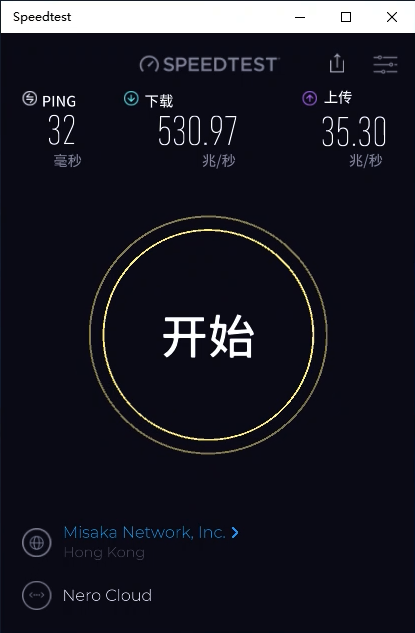 Speedtest
SPEEDTEST
PING 下载 上传
32 530.97 35.30
毫秒 兆/秒 兆/秒
开始
Misaka Network, Inc.
Hong Kong
Nero Cloud